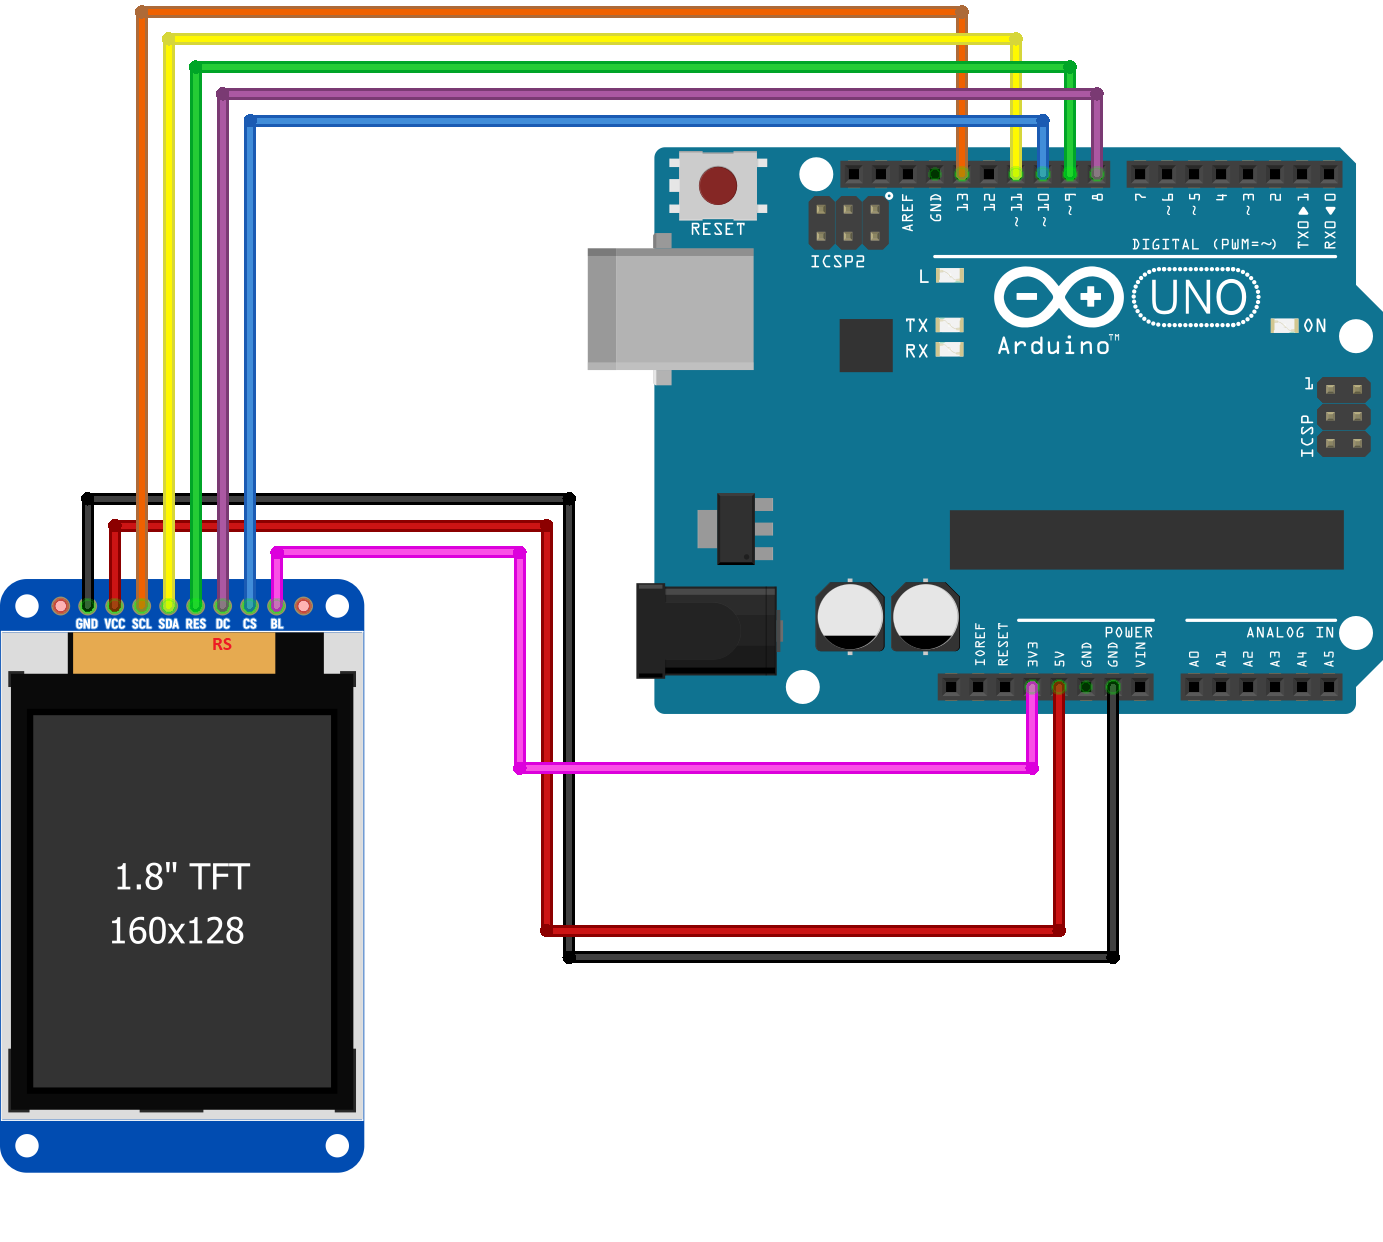 RESET
ICSP2
AREF
GND
13
12
~11
~10
~9
8
7
~6
~5
4
~3
2
TX0▶1
RX0◀0
DIGITAL (PWM=~)
L
TX
RX
Arduino™
UNO
ON
1
ICSP
IOREF
RESET
3V3
5V
GND
GND
VIN
POWER
ANALOG IN
A0
A1
A2
A3
A4
A5
GND VCC SCL SDA RES DC CS BL
RS
1.8" TFT
160x128